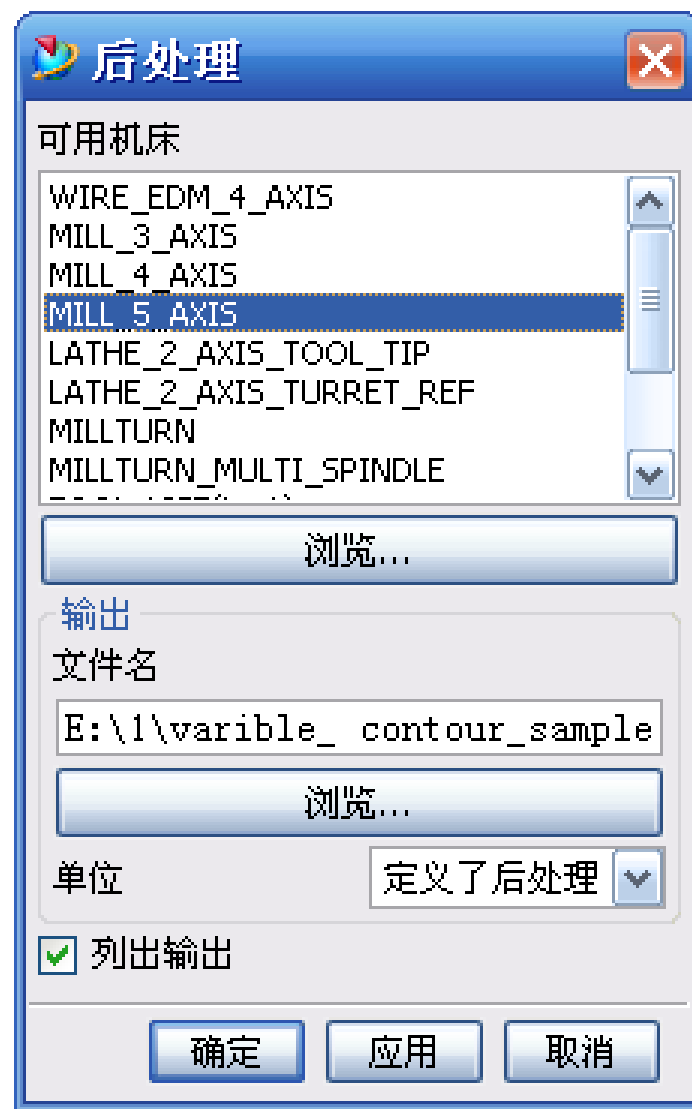 后处理
可用机床
WIRE_EDM_4_AXIS
MILL_3_AXIS
MILL_4_AXIS
MILL_5_AXIS
LATHE_2_AXIS_TOOL_TIP
LATHE_2_AXIS_TURRET_REF
MILLTURN
MILLTURN_MULTI_SPINDLE
浏览...
输出
文件名
E:\1\varible_ contour_sample
浏览...
单位
定义了后处理
列出输出
确定
应用
取消